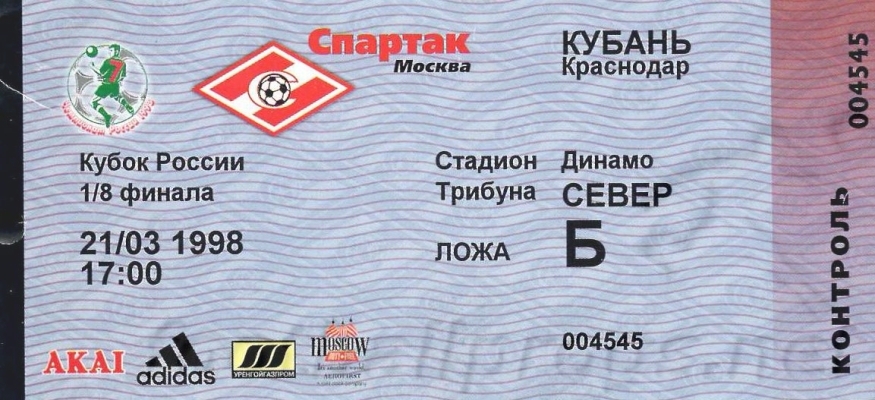 Спартак
Москва
КУБАНЬ
Краснодар
7
Кубок России
1/8 финала
21/03 1998
17:00
Стадион Динамо
Трибуна СЕВЕР
ЛОЖА Б
004545
AKAI
adidas
УРЕНГОЙГАЗПРОМ
MOSCOW
004545
КОНТРОЛЬ